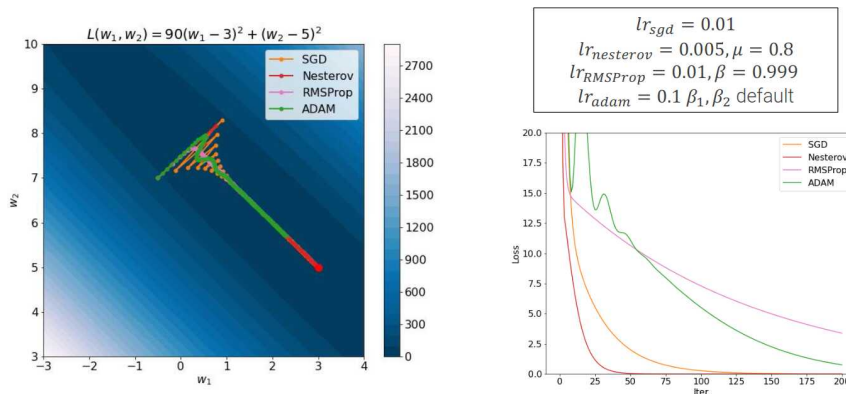 L(w₁, w₂) = 90(w₁ − 3)² + (w₂ − 5)²
10
9
8
7
6
5
4
3
w₂
−3
−2
−1
0
1
2
3
4
w₁
SGD
Nesterov
RMSProp
ADAM
2700
2400
2100
1800
1500
1200
900
600
300
0
lr_sgd = 0.01
lr_nesterov = 0.005, μ = 0.8
lr_RMSProp = 0.01, β = 0.999
lr_adam = 0.1 β₁, β₂ default
20.0
17.5
15.0
12.5
10.0
7.5
5.0
2.5
0.0
Loss
SGD
Nesterov
RMSProp
ADAM
0
25
50
75
100
125
150
175
200
Iter